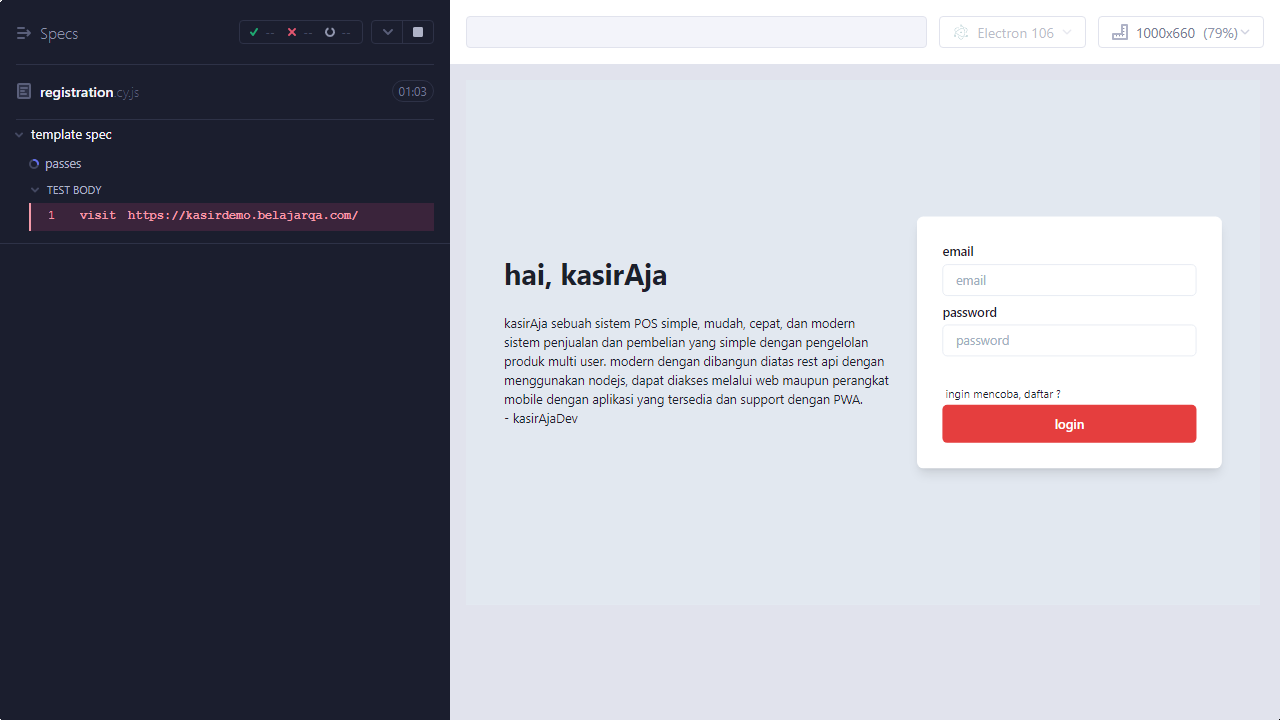 Specs
-- -- --
registration.cy.js
01:03
template spec
passes
TEST BODY
1 visit https://kasirdemo.belajarqa.com/
Electron 106
1000x660 (79%)
hai, kasirAja
kasirAja sebuah sistem POS simple, mudah, cepat, dan modern
sistem penjualan dan pembelian yang simple dengan pengelolan
produk multi user. modern dengan dibangun diatas rest api dengan
menggunakan nodejs, dapat diakses melalui web maupun perangkat
mobile dengan aplikasi yang tersedia dan support dengan PWA.
- kasirAjaDev
email
email
password
password
ingin mencoba, daftar ?
login